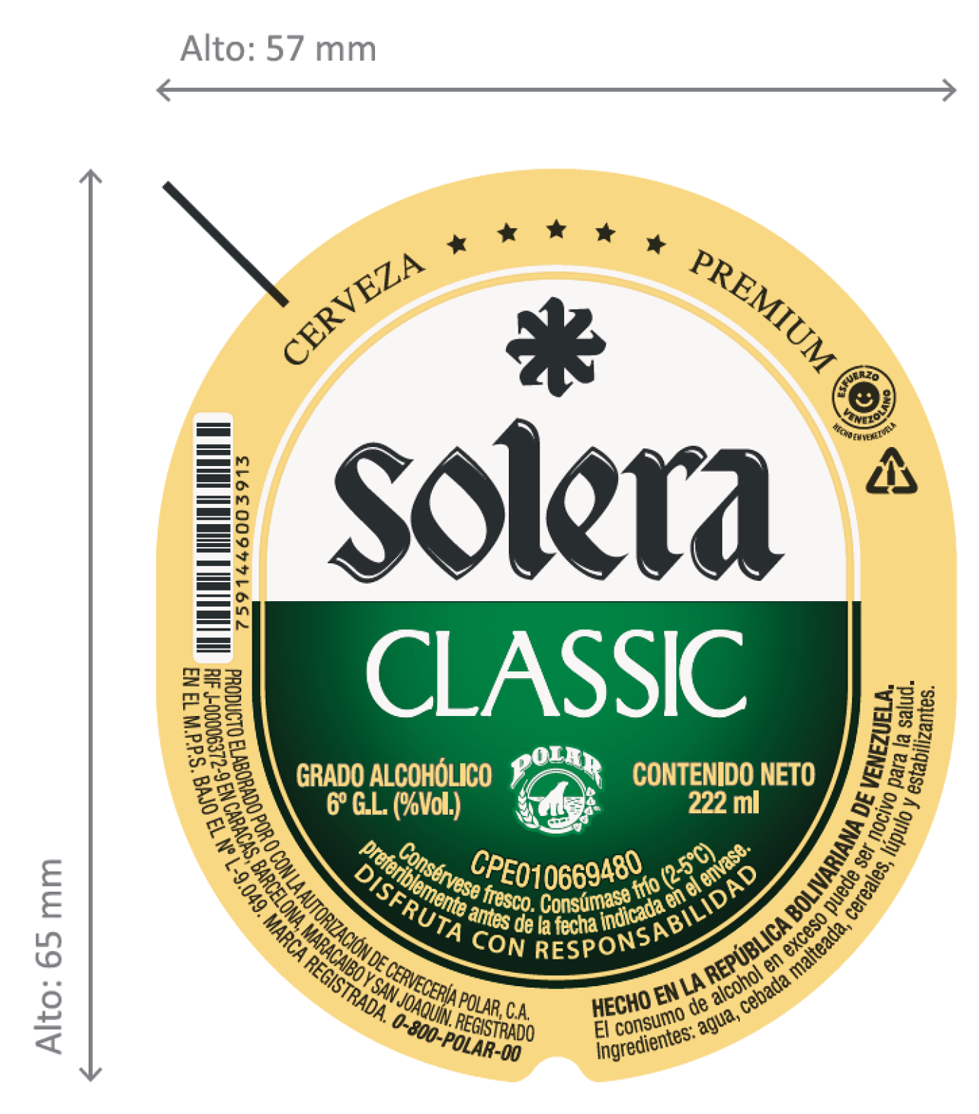 Alto: 57 mm
Alto: 65 mm
CERVEZA ★ ★ ★ ★ ★ PREMIUM
ESFUERZO
VENEZOLANO
HECHO EN VENEZUELA
solera
CLASSIC
7591446003913
GRADO ALCOHÓLICO
6º G.L. (%Vol.)
POLAR
CONTENIDO NETO
222 ml
CPE010669480
Consérvese fresco. Consúmase frío (2-5°C)
preferiblemente antes de la fecha indicada en el envase.
DISFRUTA CON RESPONSABILIDAD
PRODUCTO ELABORADO POR O CON LA AUTORIZACIÓN DE CERVECERÍA POLAR, C.A.
RIF J-00006372-9 EN CARACAS, BARCELONA, MARACAIBO Y SAN JOAQUÍN. REGISTRADO
EN EL M.P.P.S. BAJO EL Nº L-9.049. MARCA REGISTRADA. 0-800-POLAR-00
HECHO EN LA REPÚBLICA BOLIVARIANA DE VENEZUELA.
El consumo de alcohol en exceso puede ser nocivo para la salud.
Ingredientes: agua, cebada malteada, cereales, lúpulo y estabilizantes.